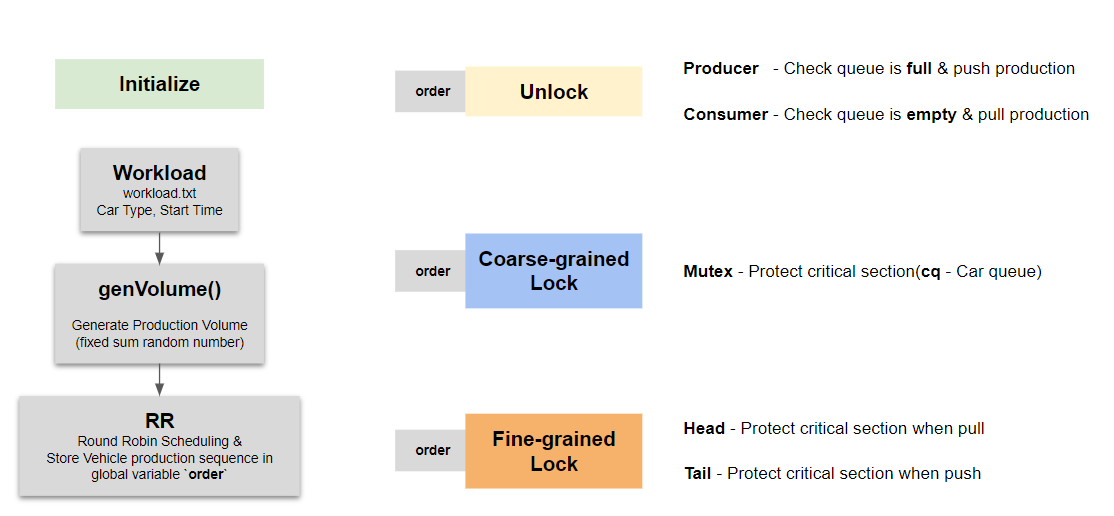 Initialize
Workload
workload.txt
Car Type, Start Time
genVolume()
Generate Production Volume
(fixed sum random number)
RR
Round Robin Scheduling &
Store Vehicle production sequence in
global variable `order`
order
Unlock
Producer - Check queue is full & push production
Consumer - Check queue is empty & pull production
order
Coarse-grained
Lock
Mutex - Protect critical section(cq - Car queue)
order
Fine-grained
Lock
Head - Protect critical section when pull
Tail - Protect critical section when push